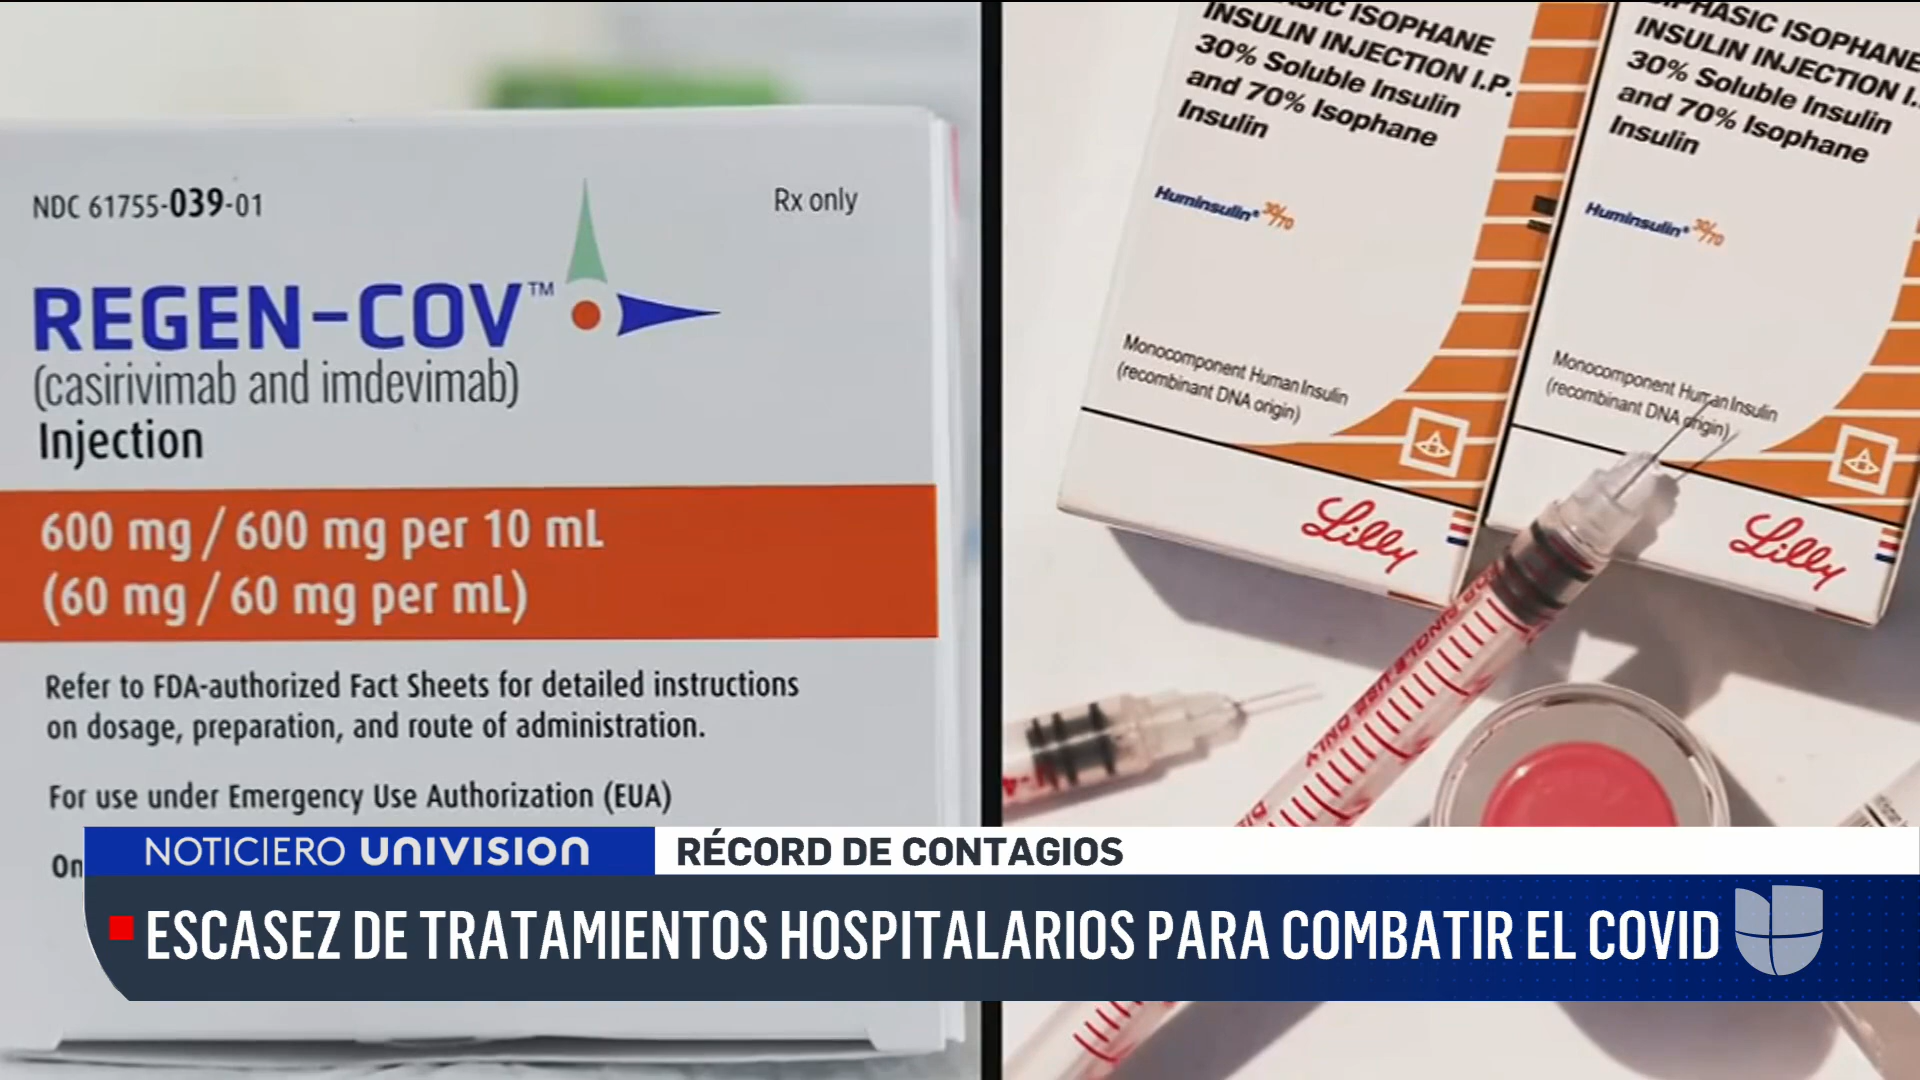 NDC 61755-039-01
Rx only
REGEN-COV™
(casirivimab and imdevimab)
Injection
600 mg / 600 mg per 10 mL
(60 mg / 60 mg per mL)
Refer to FDA-authorized Fact Sheets for detailed instructions
on dosage, preparation, and route of administration.
For use under Emergency Use Authorization (EUA)
On
ISOPHANE
INSULIN INJECTION I.P.
30% Soluble Insulin
and 70% Isophane
Insulin
Huminsulin® 30/70
Monocomponent Human Insulin
(recombinant DNA origin)
Lilly
ISOPHANE
INSULIN INJECTION I.
30% Soluble Insulin
and 70% Isophane
Insulin
Huminsulin® 30/70
Monocomponent Human Insulin
(recombinant DNA origin)
Lilly
SINGLE USE ONLY
NOTICIERO UNIVISION
RÉCORD DE CONTAGIOS
ESCASEZ DE TRATAMIENTOS HOSPITALARIOS PARA COMBATIR EL COVID